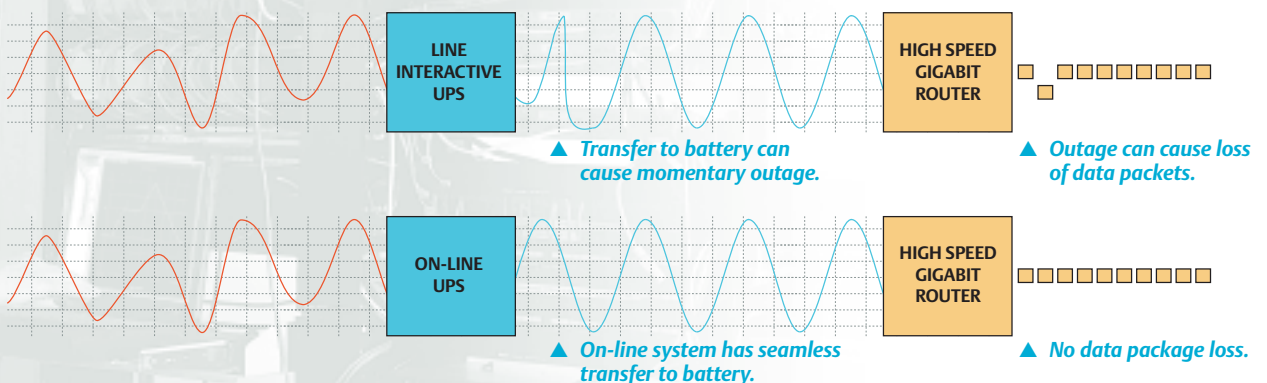 LINE
INTERACTIVE
UPS
HIGH SPEED
GIGABIT
ROUTER
▲ Transfer to battery can
cause momentary outage.
▲ Outage can cause loss
of data packets.
ON-LINE
UPS
HIGH SPEED
GIGABIT
ROUTER
▲ On-line system has seamless
transfer to battery.
▲ No data package loss.